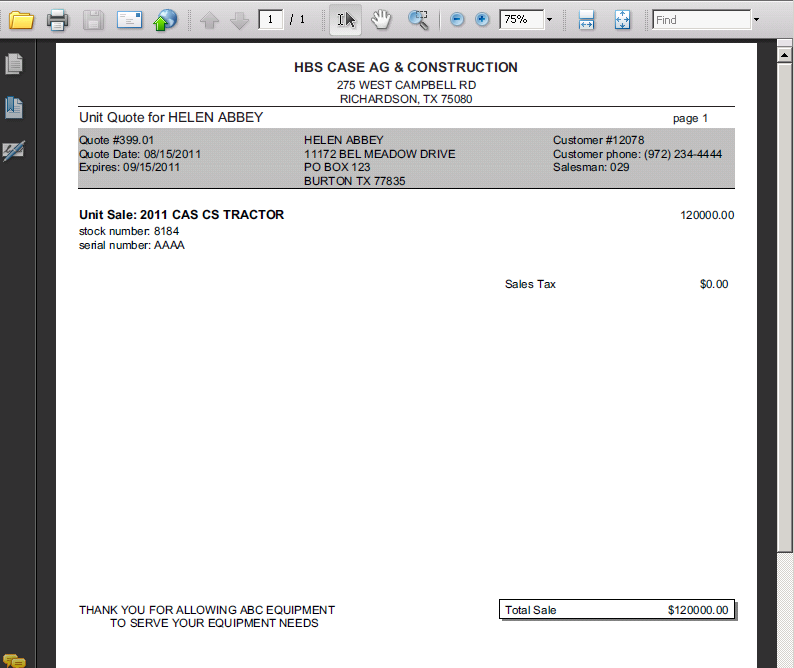 1 / 1
75%
Find
HBS CASE AG & CONSTRUCTION
275 WEST CAMPBELL RD
RICHARDSON, TX 75080
Unit Quote for HELEN ABBEY page 1
Quote #399.01 HELEN ABBEY Customer #12078
Quote Date: 08/15/2011 11172 BEL MEADOW DRIVE Customer phone: (972) 234-4444
Expires: 09/15/2011 PO BOX 123 Salesman: 029
BURTON TX 77835
Unit Sale: 2011 CAS CS TRACTOR 120000.00
stock number: 8184
serial number: AAAA
Sales Tax $0.00
THANK YOU FOR ALLOWING ABC EQUIPMENT Total Sale $120000.00
TO SERVE YOUR EQUIPMENT NEEDS